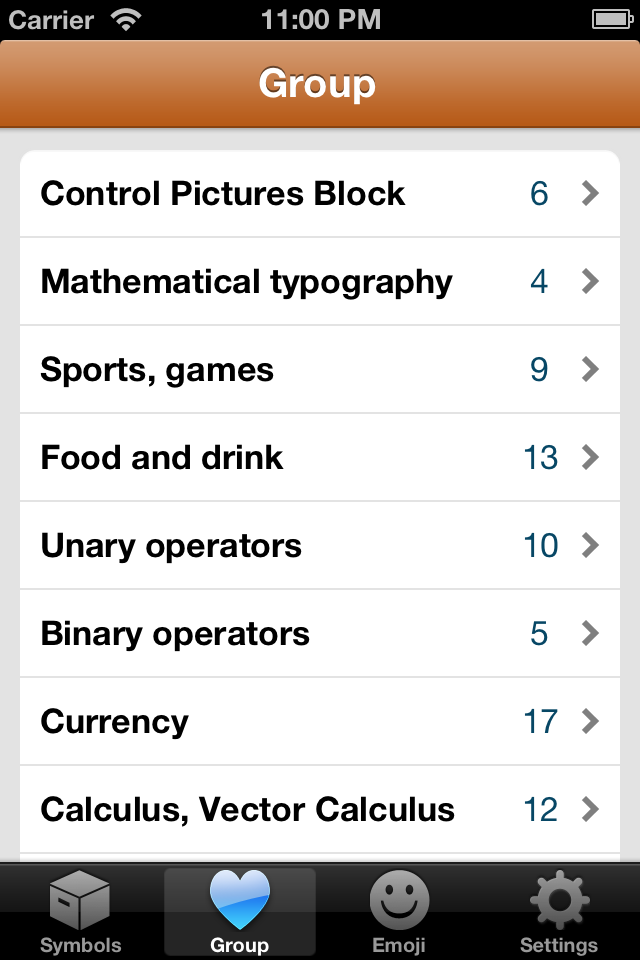 Carrier 11:00 PM
Group
Control Pictures Block 6
Mathematical typography 4
Sports, games 9
Food and drink 13
Unary operators 10
Binary operators 5
Currency 17
Calculus, Vector Calculus 12
Symbols Group Emoji Settings